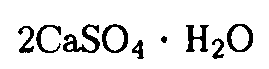 2CaSO₄ · H₂O